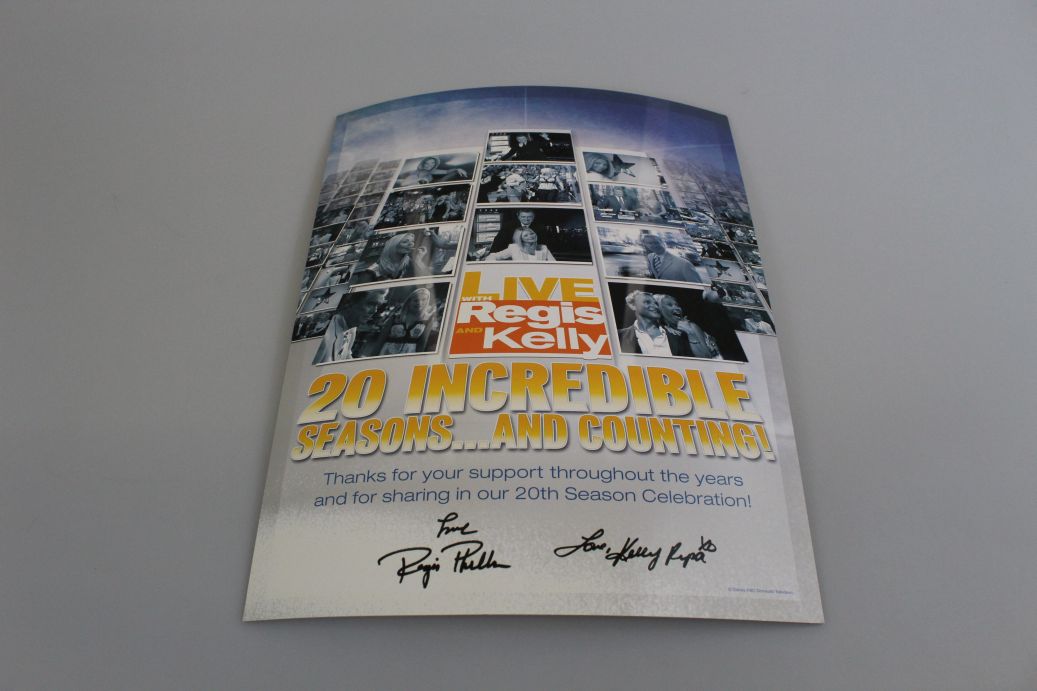 LIVE
WITH
Regis
AND Kelly
20 INCREDIBLE
SEASONS...AND COUNTING!
Thanks for your support throughout the years
and for sharing in our 20th Season Celebration!
Love Love, Kelly Ripa XO
Regis Philbin